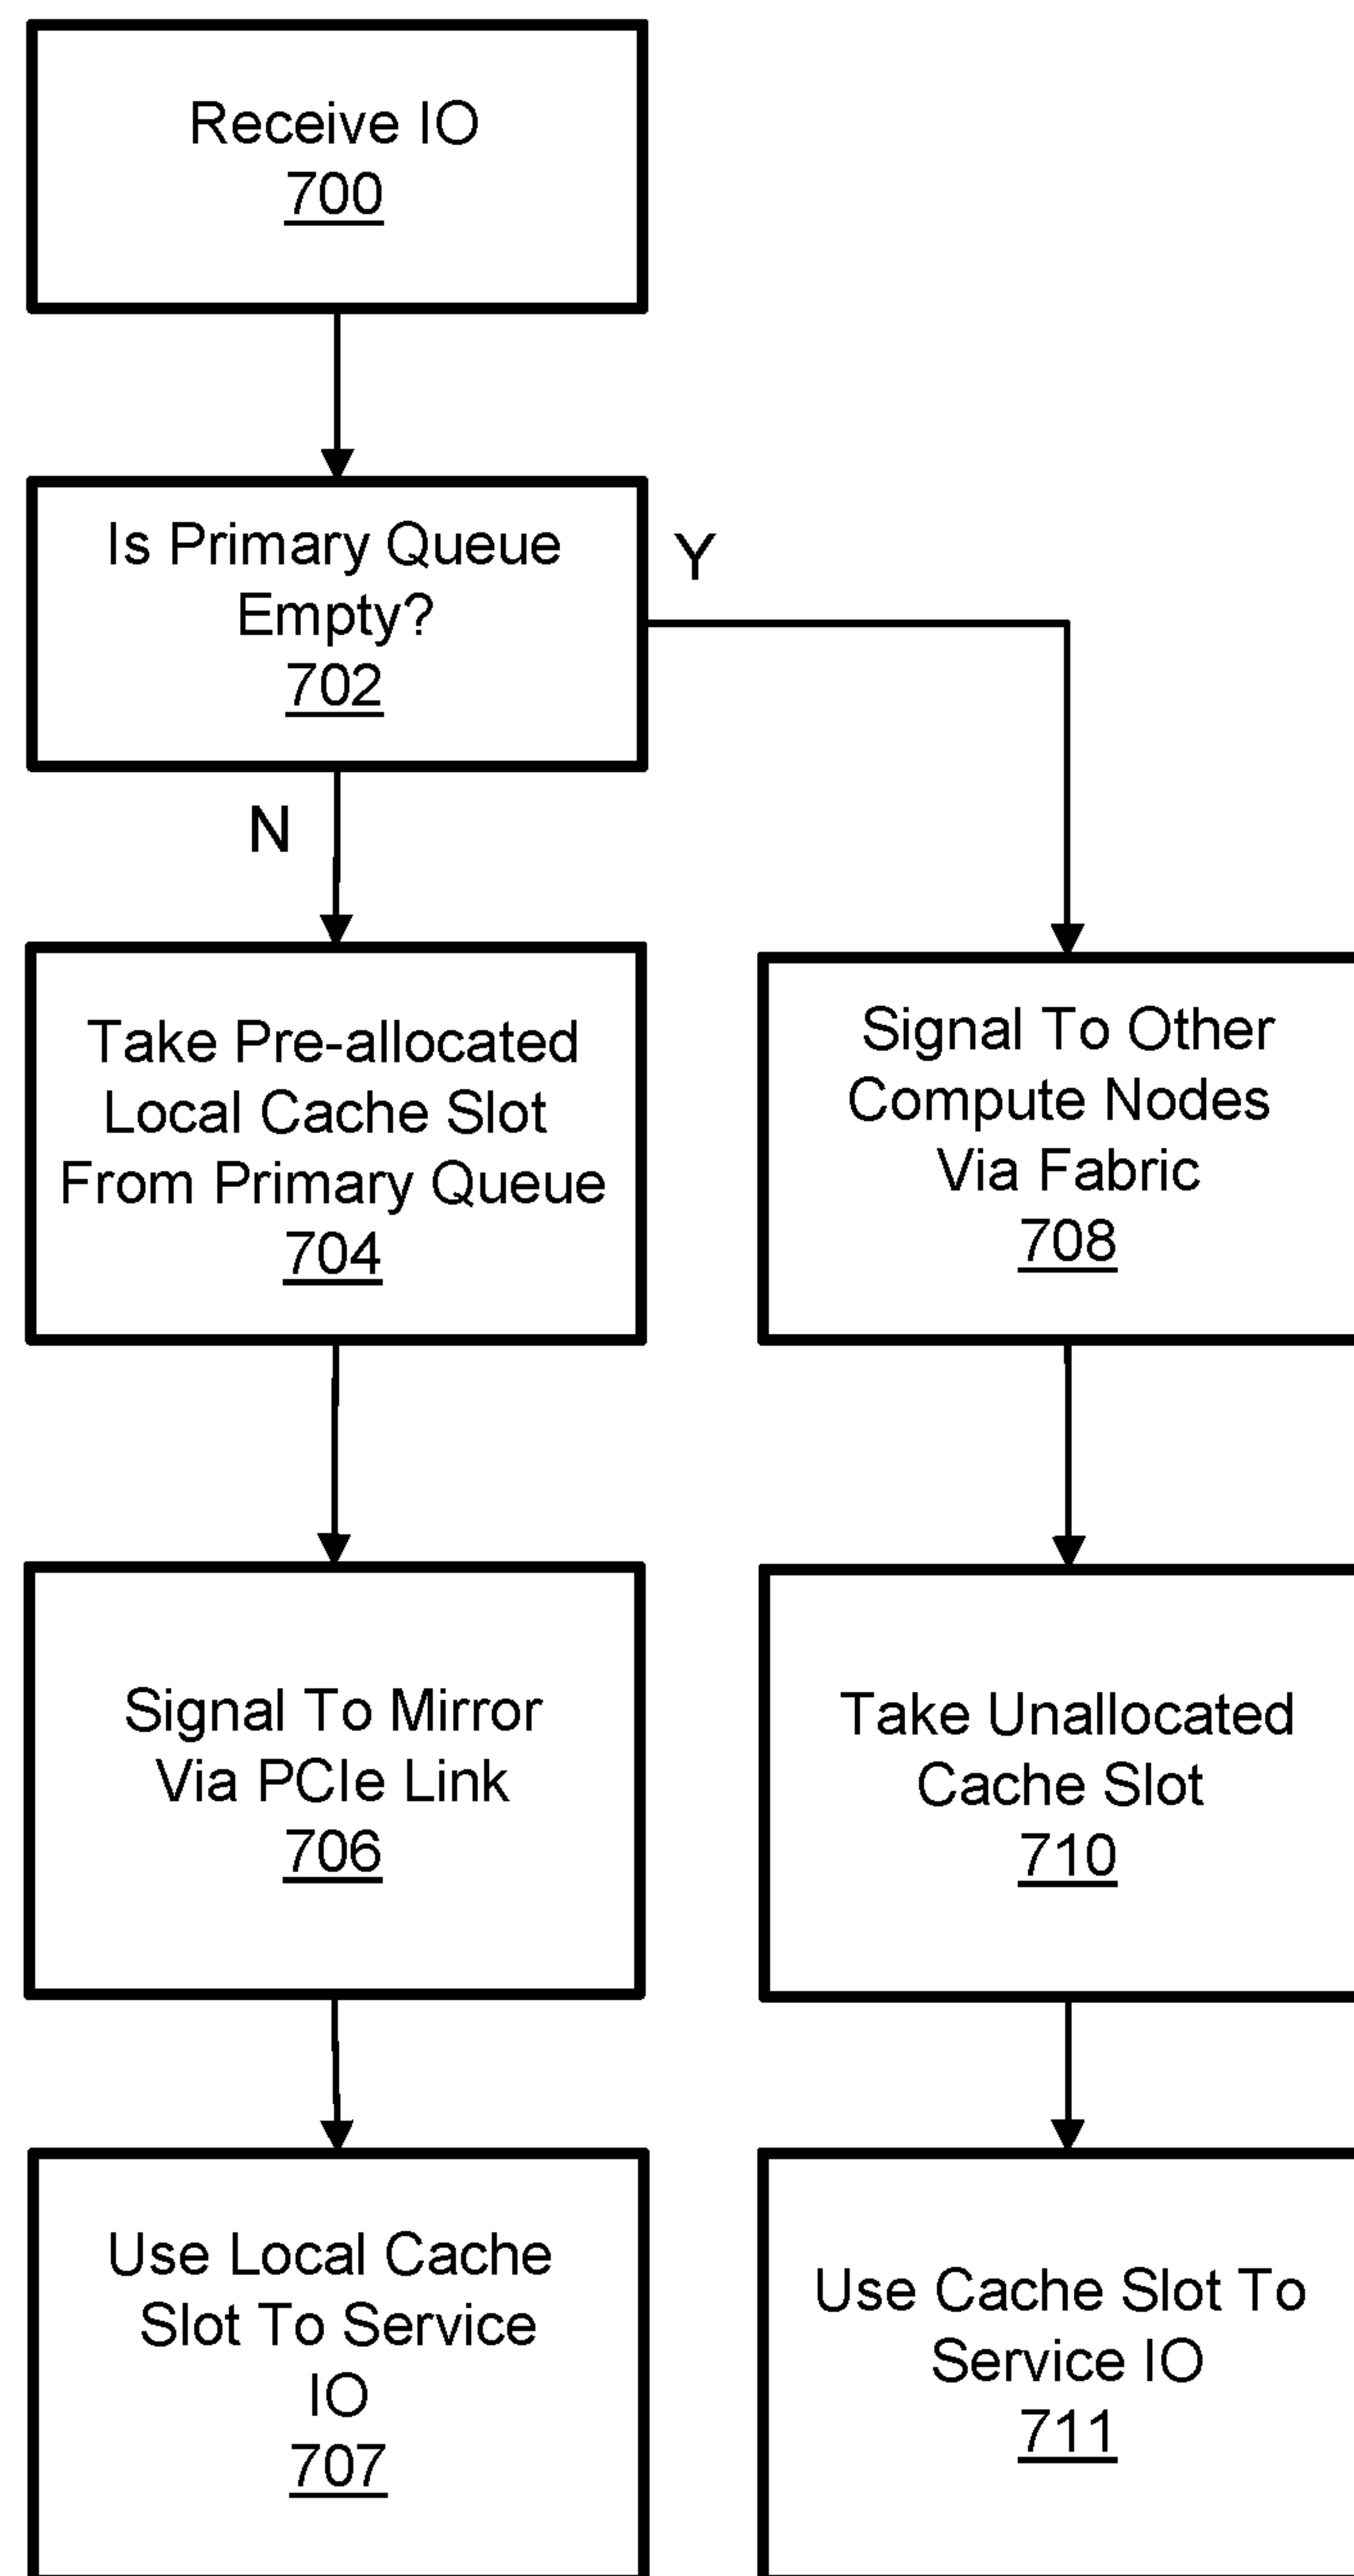 Receive IO
700
Is Primary Queue
Empty?
702
Y
N
Take Pre-allocated
Local Cache Slot
From Primary Queue
704
Signal To Other
Compute Nodes
Via Fabric
708
Signal To Mirror
Via PCIe Link
706
Take Unallocated
Cache Slot
710
Use Local Cache
Slot To Service
IO
707
Use Cache Slot To
Service IO
711